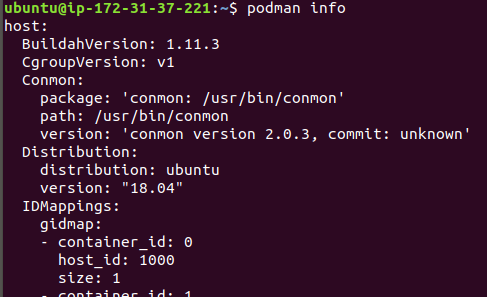 ubuntu@ip-172-31-37-221:~$ podman info
host:
  BuildahVersion: 1.11.3
  CgroupVersion: v1
  Conmon:
    package: 'conmon: /usr/bin/conmon'
    path: /usr/bin/conmon
    version: 'conmon version 2.0.3, commit: unknown'
  Distribution:
    distribution: ubuntu
    version: "18.04"
  IDMappings:
    gidmap:
    - container_id: 0
      host_id: 1000
      size: 1
    - container_id: 1